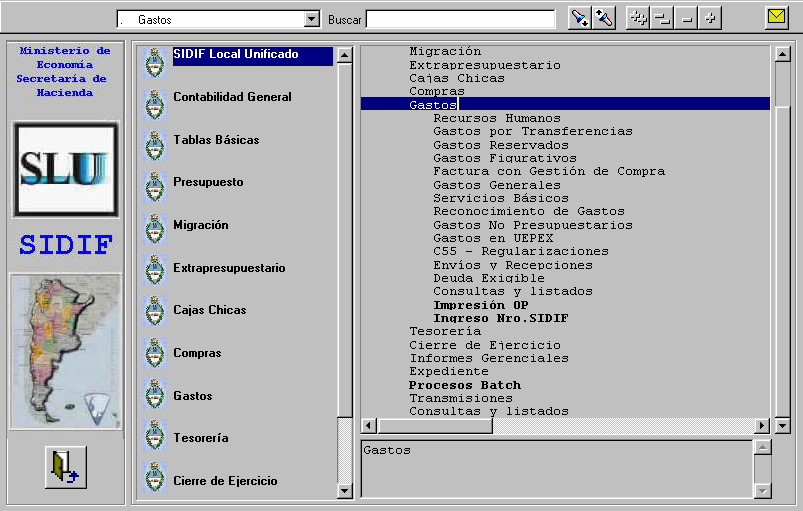 . Gastos
Buscar
Ministerio de
Economía
Secretaría de
Hacienda
SLU
SIDIF
SIDIF Local Unificado
Contabilidad General
Tablas Básicas
Presupuesto
Migración
Extrapresupuestario
Cajas Chicas
Compras
Gastos
Tesorería
Cierre de Ejercicio
Migración
Extrapresupuestario
Cajas Chicas
Compras
Gastos
Recursos Humanos
Gastos por Transferencias
Gastos Reservados
Gastos Figurativos
Factura con Gestión de Compra
Gastos Generales
Servicios Básicos
Reconocimiento de Gastos
Gastos No Presupuestarios
Gastos en UEPEX
C55 - Regularizaciones
Envíos y Recepciones
Deuda Exigible
Consultas y listados
Impresión OP
Ingreso Nro.SIDIF
Tesorería
Cierre de Ejercicio
Informes Gerenciales
Expediente
Procesos Batch
Transmisiones
Consultas y listados
Gastos